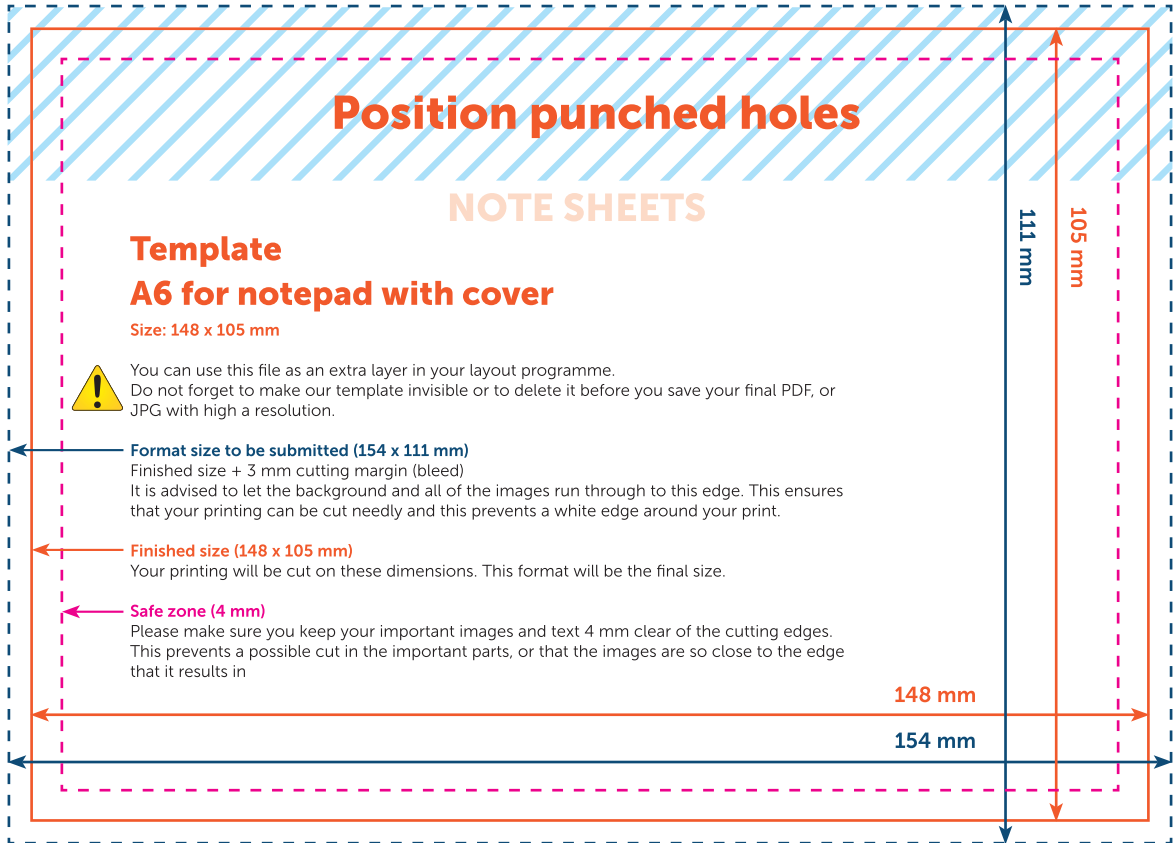 Position punched holes
NOTE SHEETS
Template
A6 for notepad with cover
Size: 148 x 105 mm
You can use this file as an extra layer in your layout programme.
Do not forget to make our template invisible or to delete it before you save your final PDF, or
JPG with high a resolution.
Format size to be submitted (154 x 111 mm)
Finished size + 3 mm cutting margin (bleed)
It is advised to let the background and all of the images run through to this edge. This ensures
that your printing can be cut needly and this prevents a white edge around your print.
Finished size (148 x 105 mm)
Your printing will be cut on these dimensions. This format will be the final size.
Safe zone (4 mm)
Please make sure you keep your important images and text 4 mm clear of the cutting edges.
This prevents a possible cut in the important parts, or that the images are so close to the edge
that it results in
148 mm
154 mm
111 mm
105 mm